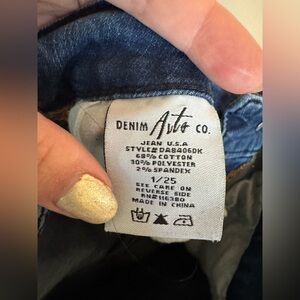 DENIM Arts CO.
JEAN U.S.A
STYLE# DA8406DK
68% COTTON
30% POLYESTER
2% SPANDEX
1/25
SEE CARE ON
REVERSE SIDE
RN# 116380
MADE IN CHINA